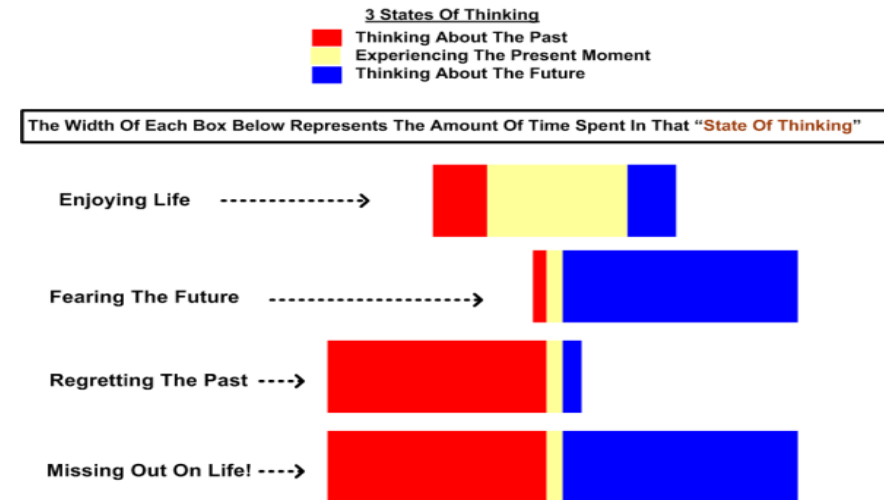 3 States Of Thinking
Thinking About The Past
Experiencing The Present Moment
Thinking About The Future
The Width Of Each Box Below Represents The Amount Of Time Spent In That “State Of Thinking”
Enjoying Life
Fearing The Future
Regretting The Past
Missing Out On Life!